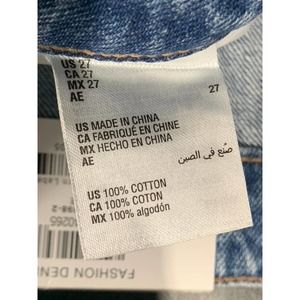 US 27
CA 27
MX 27
AE
27
US MADE IN CHINA
CA FABRIQUÉ EN CHINE
MX HECHO EN CHINA
AE
صنع في الصين
US 100% COTTON
CA 100% COTON
MX 100% algodón
FASHION DENI